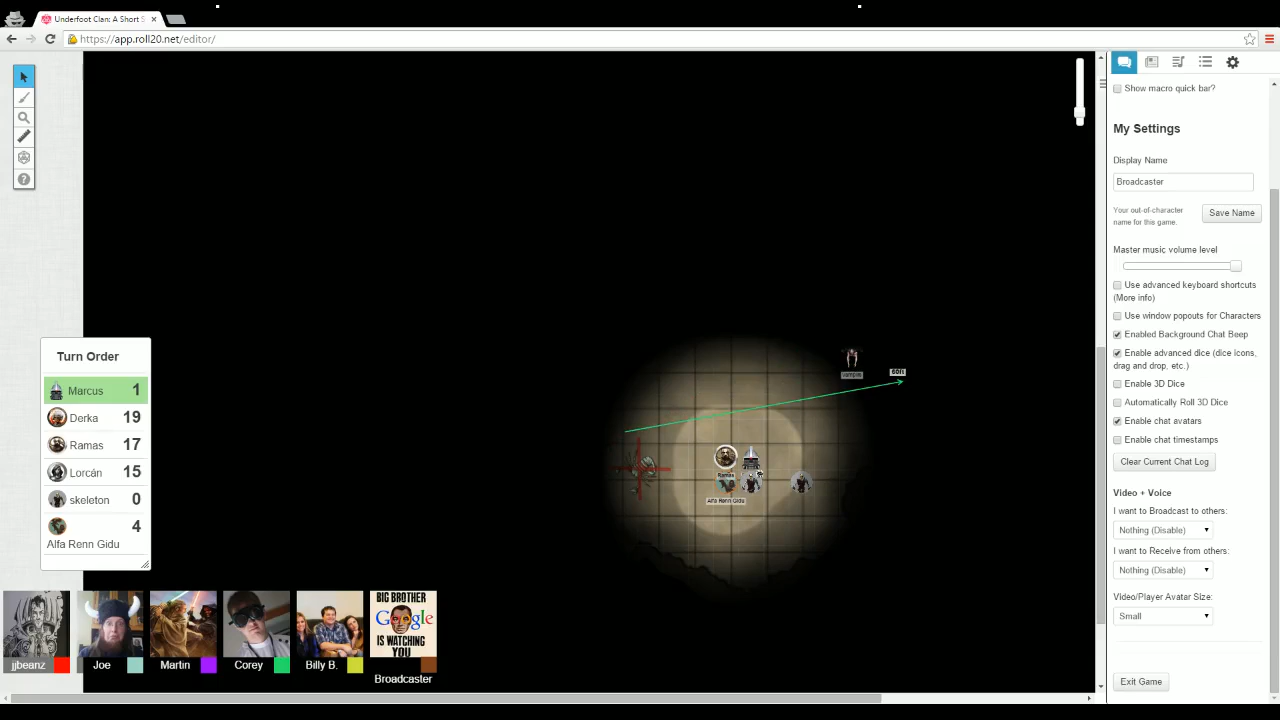 Underfoot Clan: A Short S
https://app.roll20.net/editor/
Show macro quick bar?
My Settings
Display Name
Broadcaster
Your out-of-character
name for this game.
Save Name
Master music volume level
Use advanced keyboard shortcuts
(More info)
Use window popouts for Characters
Enabled Background Chat Beep
Enable advanced dice (dice icons,
drag and drop, etc.)
Enable 3D Dice
Automatically Roll 3D Dice
Enable chat avatars
Enable chat timestamps
Clear Current Chat Log
Video + Voice
I want to Broadcast to others:
Nothing (Disable)
I want to Receive from others:
Nothing (Disable)
Video/Player Avatar Size:
Small
Exit Game
Turn Order
Marcus 1
Derka 19
Ramas 17
Lorcán 15
skeleton 0
4
Alfa Renn Gidu
vampire
60ft
Ramas
Alfa Renn Gidu
BIG BROTHER
Google
IS WATCHING
YOU
jjbeanz
Joe
Martin
Corey
Billy B.
Broadcaster